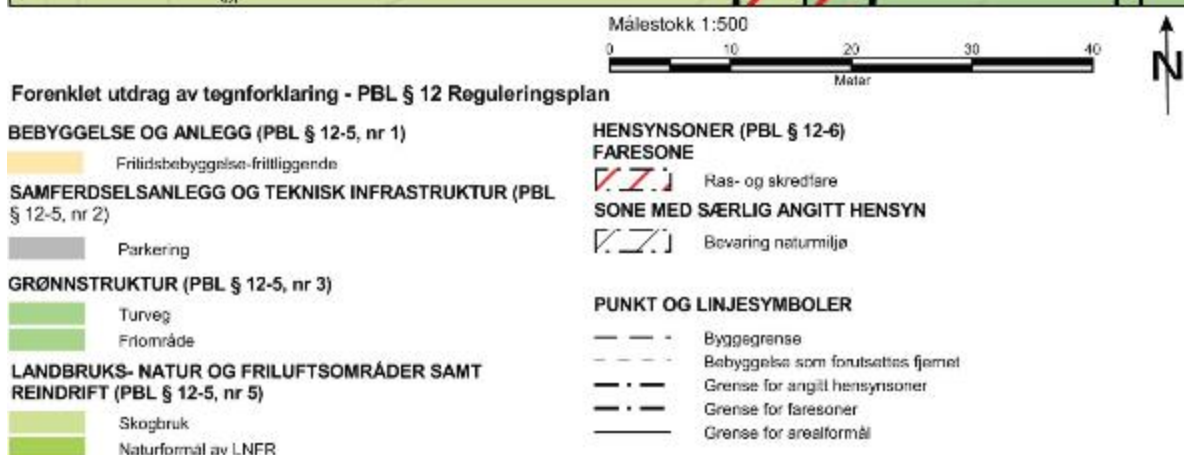 Målestokk 1:500
0 10 20 30 40
Meter
N
Forenklet utdrag av tegnforklaring - PBL § 12 Reguleringsplan
BEBYGGELSE OG ANLEGG (PBL § 12-5, nr 1)
Fritidsbebyggelse-frittliggende
SAMFERDSELSANLEGG OG TEKNISK INFRASTRUKTUR (PBL
§ 12-5, nr 2)
Parkering
GRØNNSTRUKTUR (PBL § 12-5, nr 3)
Turveg
Friområde
LANDBRUKS- NATUR OG FRILUFTSOMRÅDER SAMT
REINDRIFT (PBL § 12-5, nr 5)
Skogbruk
Naturformål av LNFR
HENSYNSONER (PBL § 12-6)
FARESONE
Ras- og skredfare
SONE MED SÆRLIG ANGITT HENSYN
Bevaring naturmiljø
PUNKT OG LINJESYMBOLER
Byggegrense
Bebyggelse som forutsettes fjernet
Grense for angitt hensynsoner
Grense for faresoner
Grense for arealformål